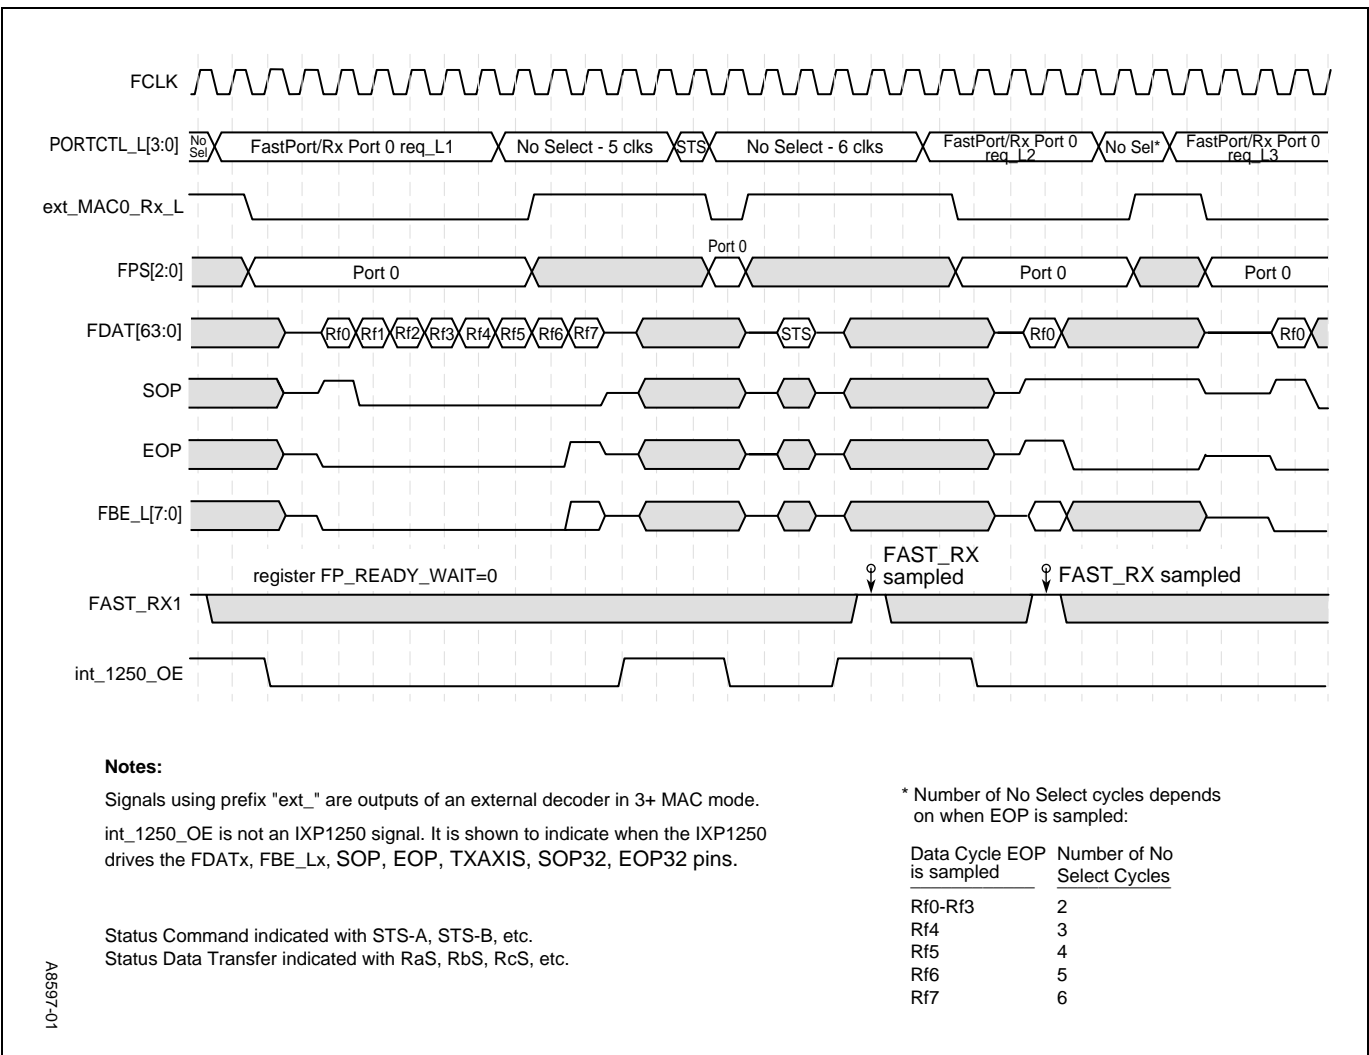 FCLK
PORTCTL_L[3:0] No Sel FastPort/Rx Port 0 req_L1 No Select - 5 clks STS No Select - 6 clks FastPort/Rx Port 0 req_L2 No Sel* FastPort/Rx Port 0 req_L3
ext_MAC0_Rx_L
Port 0
FPS[2:0] Port 0 Port 0 Port 0
FDAT[63:0] Rf0 Rf1 Rf2 Rf3 Rf4 Rf5 Rf6 Rf7 STS Rf0 Rf0
SOP
EOP
FBE_L[7:0]
register FP_READY_WAIT=0
FAST_RX sampled
FAST_RX sampled
FAST_RX1
int_1250_OE
Notes:
Signals using prefix "ext_" are outputs of an external decoder in 3+ MAC mode.
int_1250_OE is not an IXP1250 signal. It is shown to indicate when the IXP1250
drives the FDATx, FBE_Lx, SOP, EOP, TXAXIS, SOP32, EOP32 pins.
Status Command indicated with STS-A, STS-B, etc.
Status Data Transfer indicated with RaS, RbS, RcS, etc.
* Number of No Select cycles depends
on when EOP is sampled:
Data Cycle EOP is sampled Number of No Select Cycles
Rf0-Rf3 2
Rf4 3
Rf5 4
Rf6 5
Rf7 6
A8597-01